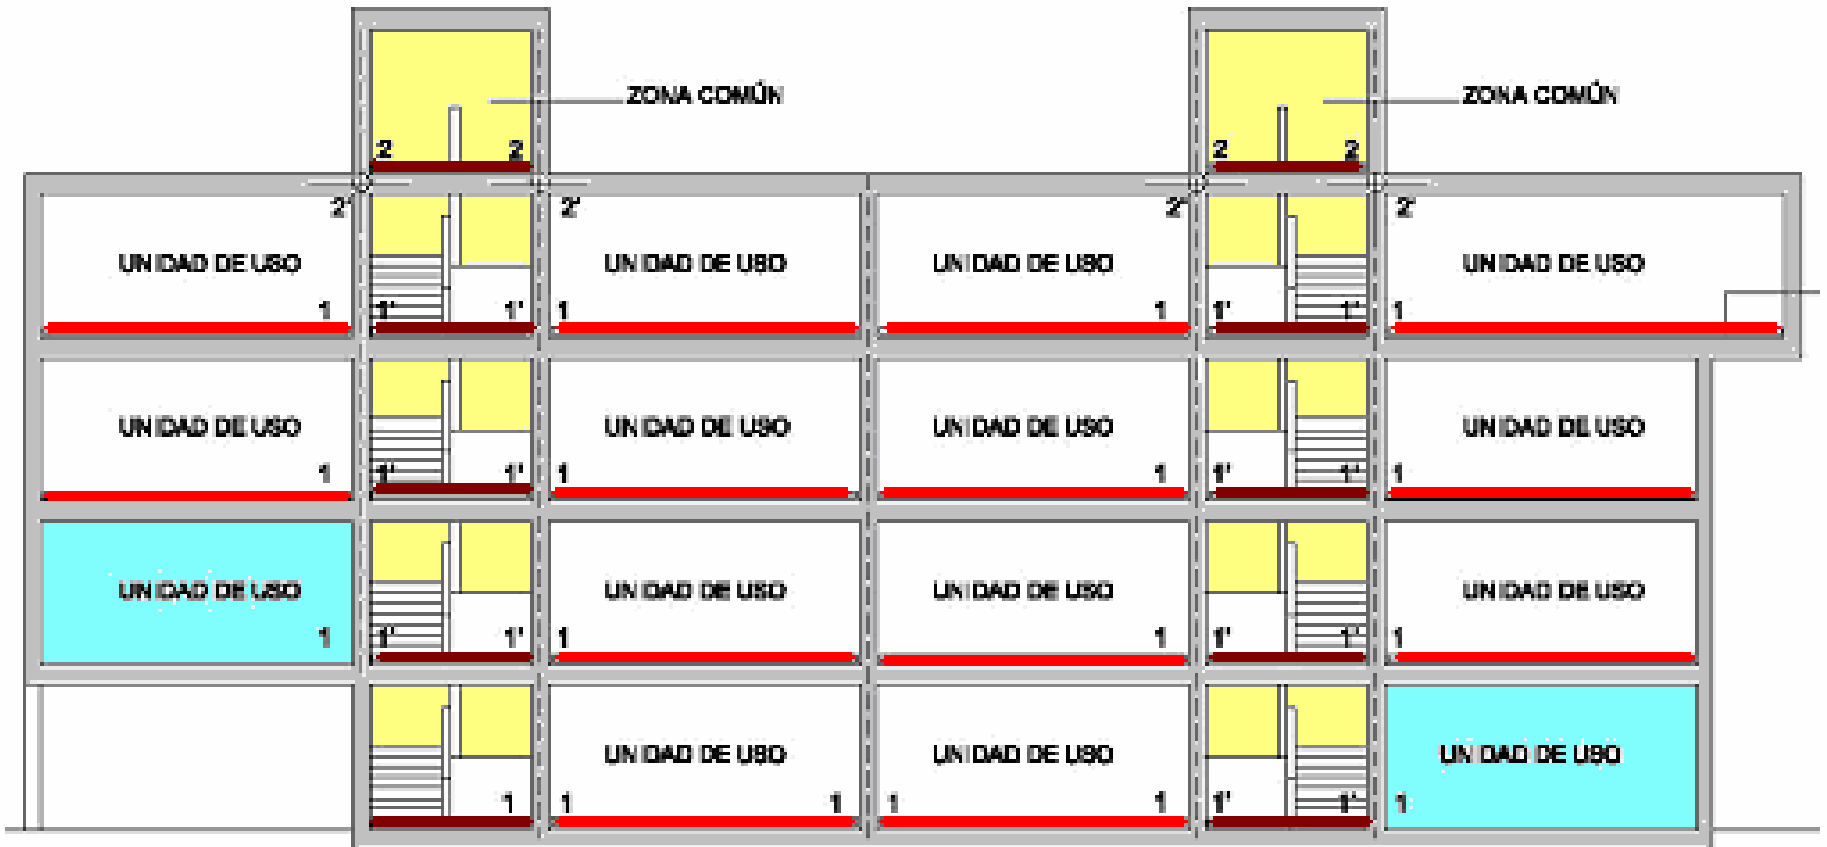 ZONA COMÚN ZONA COMÚN
2 2 2 2
2' 2' 2' 2'
UNIDAD DE USO UNIDAD DE USO UNIDAD DE USO UNIDAD DE USO
1 1' 1' 1 1 1' 1' 1
UNIDAD DE USO UNIDAD DE USO UNIDAD DE USO UNIDAD DE USO
1 1' 1' 1 1 1' 1' 1
UNIDAD DE USO UNIDAD DE USO UNIDAD DE USO UNIDAD DE USO
1 1' 1' 1 1 1' 1' 1
UNIDAD DE USO UNIDAD DE USO UNIDAD DE USO
1 1 1 1 1 1' 1' 1